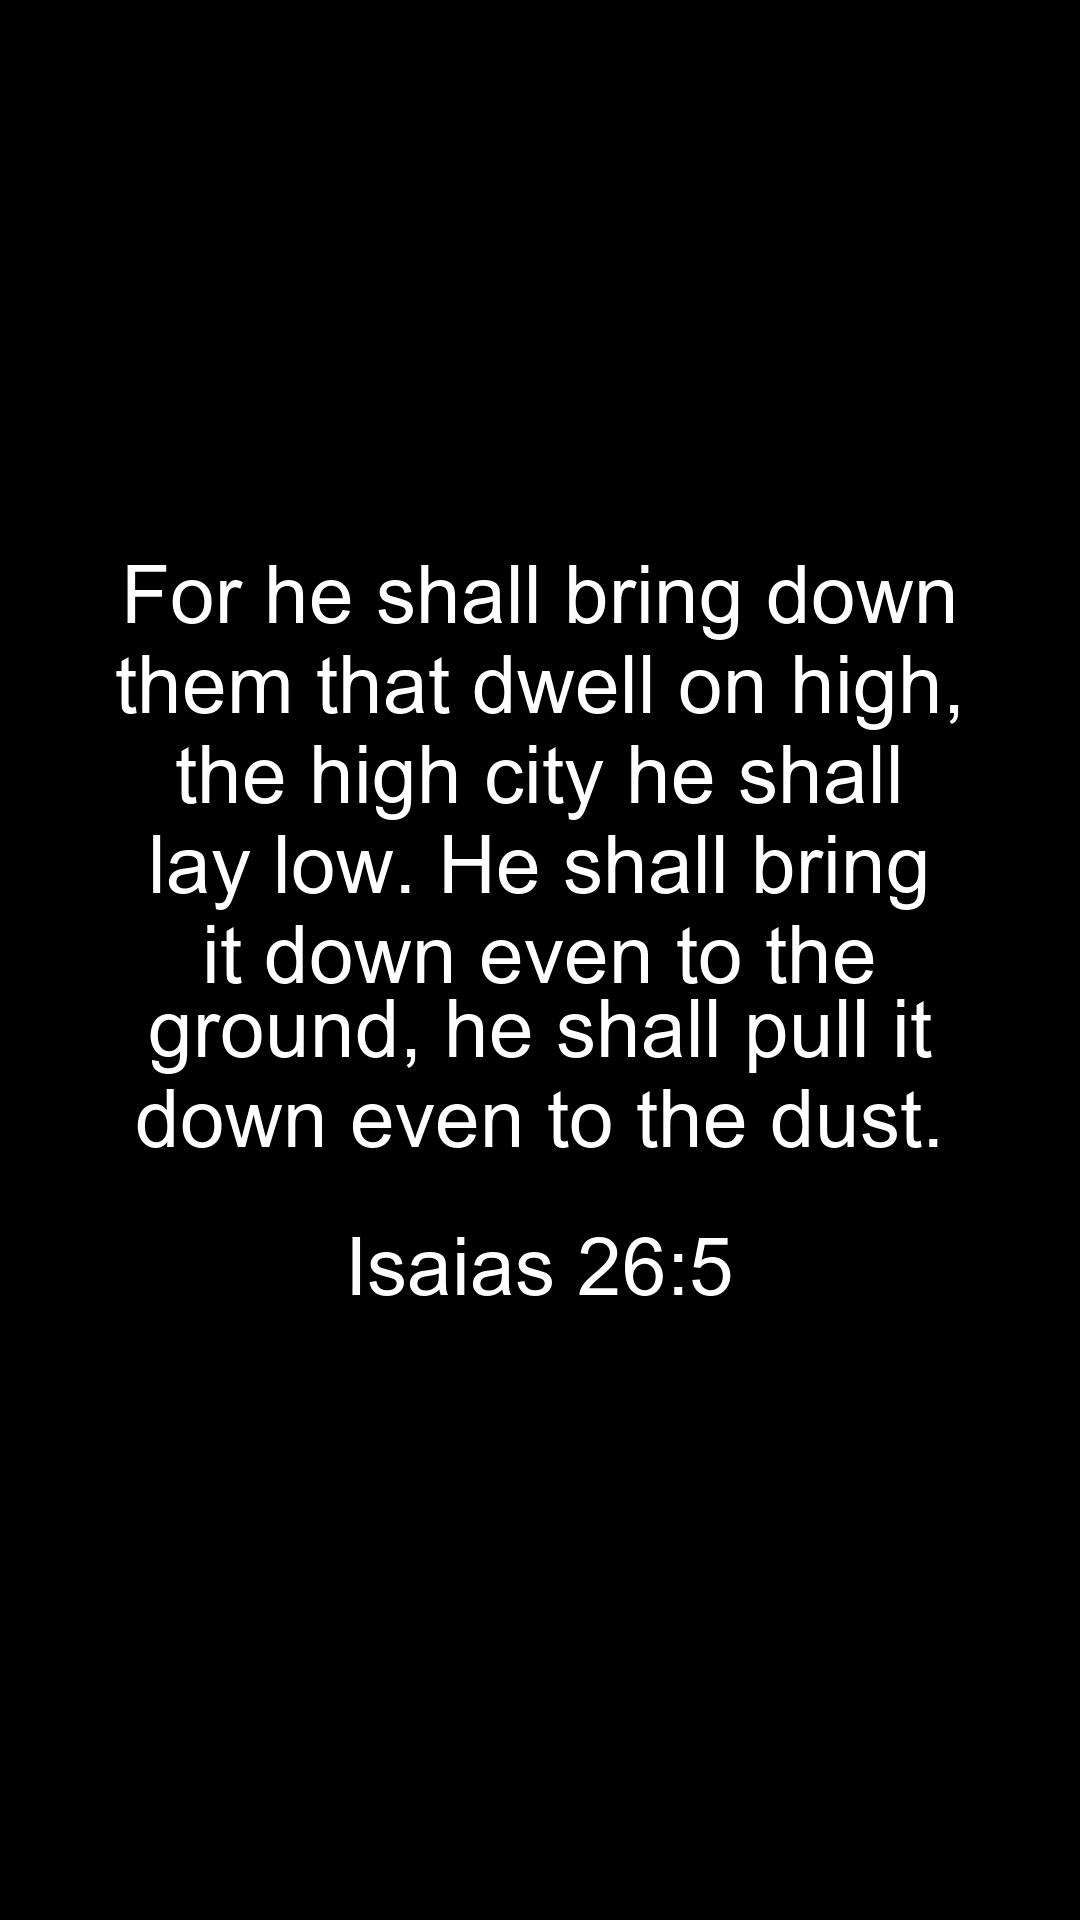 For he shall bring down
them that dwell on high,
the high city he shall
lay low. He shall bring
it down even to the
ground, he shall pull it
down even to the dust.
Isaias 26:5